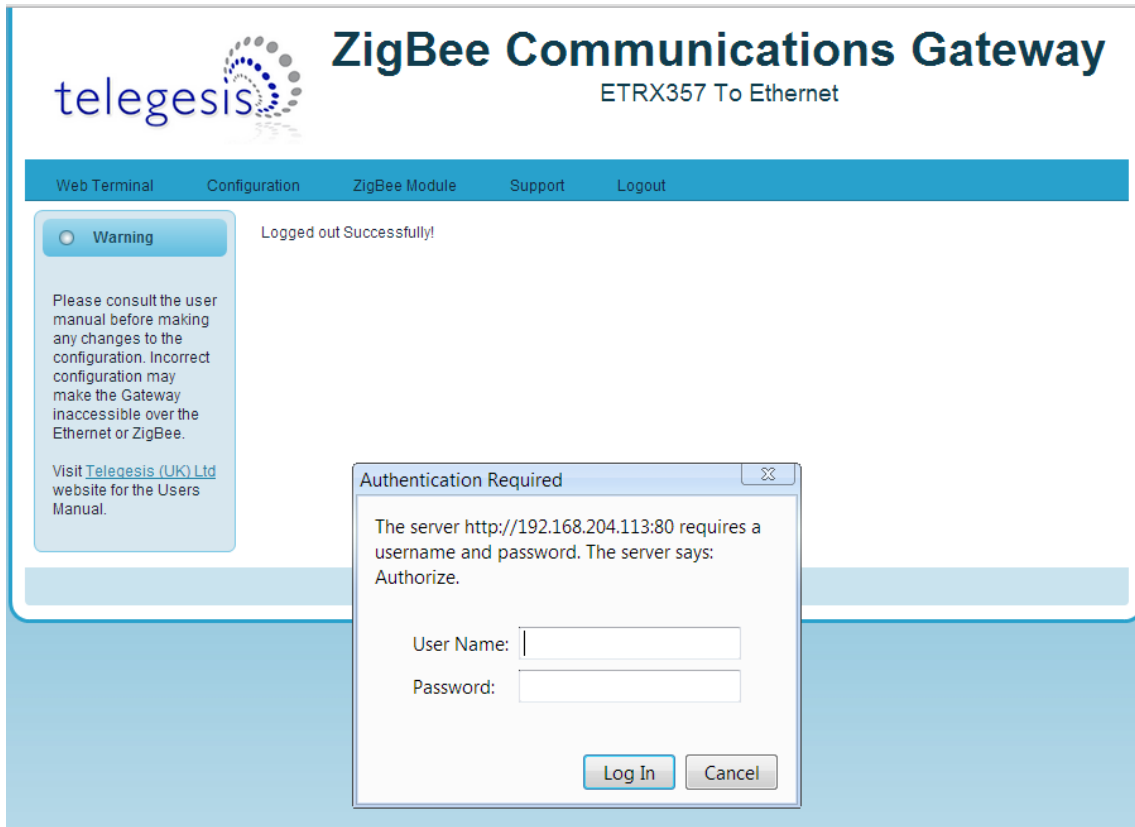 telegesis
ZigBee Communications Gateway
ETRX357 To Ethernet
Web Terminal Configuration ZigBee Module Support Logout
Warning
Please consult the user
manual before making
any changes to the
configuration. Incorrect
configuration may
make the Gateway
inaccessible over the
Ethernet or ZigBee.
Visit Telegesis (UK) Ltd
website for the Users
Manual.
Logged out Successfully!
Authentication Required
The server http://192.168.204.113:80 requires a
username and password. The server says:
Authorize.
User Name:
Password:
Log In Cancel